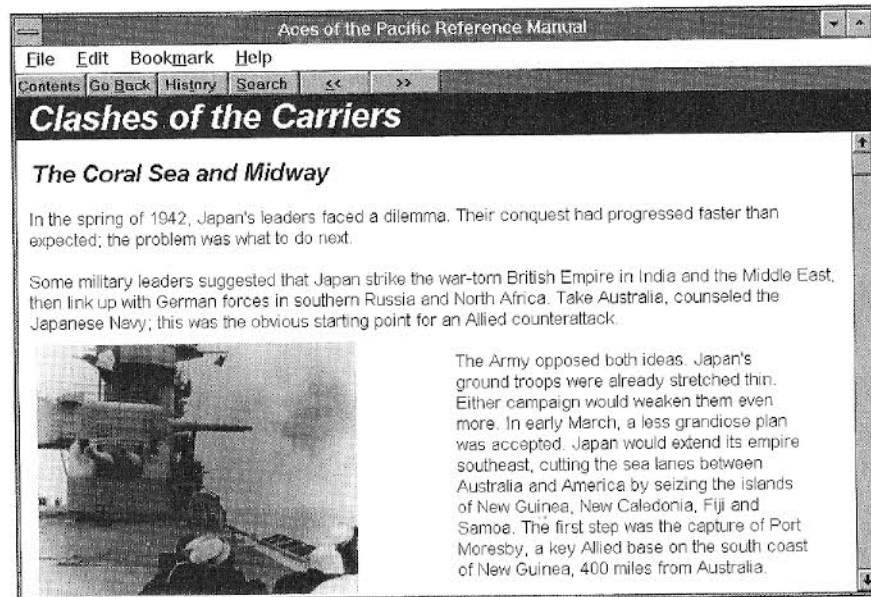 Aces of the Pacific Reference Manual
File Edit Bookmark Help
Contents Go Back History Search << >>
Clashes of the Carriers
The Coral Sea and Midway
In the spring of 1942, Japan's leaders faced a dilemma. Their conquest had progressed faster than
expected; the problem was what to do next.
Some military leaders suggested that Japan strike the war-torn British Empire in India and the Middle East,
then link up with German forces in southern Russia and North Africa. Take Australia, counseled the
Japanese Navy; this was the obvious starting point for an Allied counterattack.
The Army opposed both ideas. Japan's
ground troops were already stretched thin.
Either campaign would weaken them even
more. In early March, a less grandiose plan
was accepted. Japan would extend its empire
southeast, cutting the sea lanes between
Australia and America by seizing the islands
of New Guinea, New Caledonia, Fiji and
Samoa. The first step was the capture of Port
Moresby, a key Allied base on the south coast
of New Guinea, 400 miles from Australia.